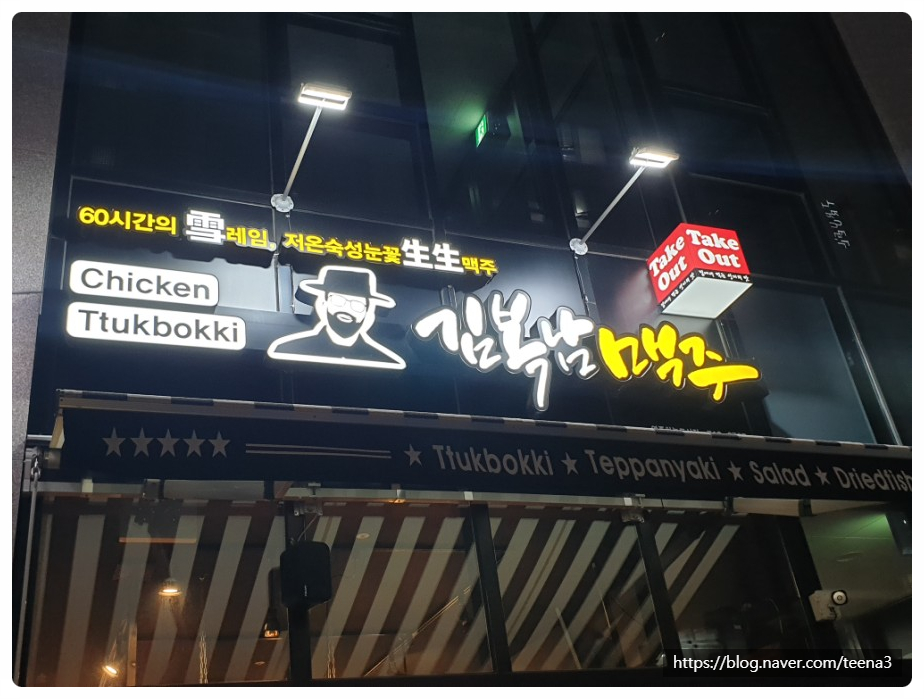 60시간의 雪레임, 저온숙성눈꽃生生맥주
Chicken
Ttukbokki
김복남맥주
Take Out
Take Out
★★★★★ ★ Ttukbokki ★ Teppanyaki ★ Salad ★ Driedfish
https://blog.naver.com/teena3